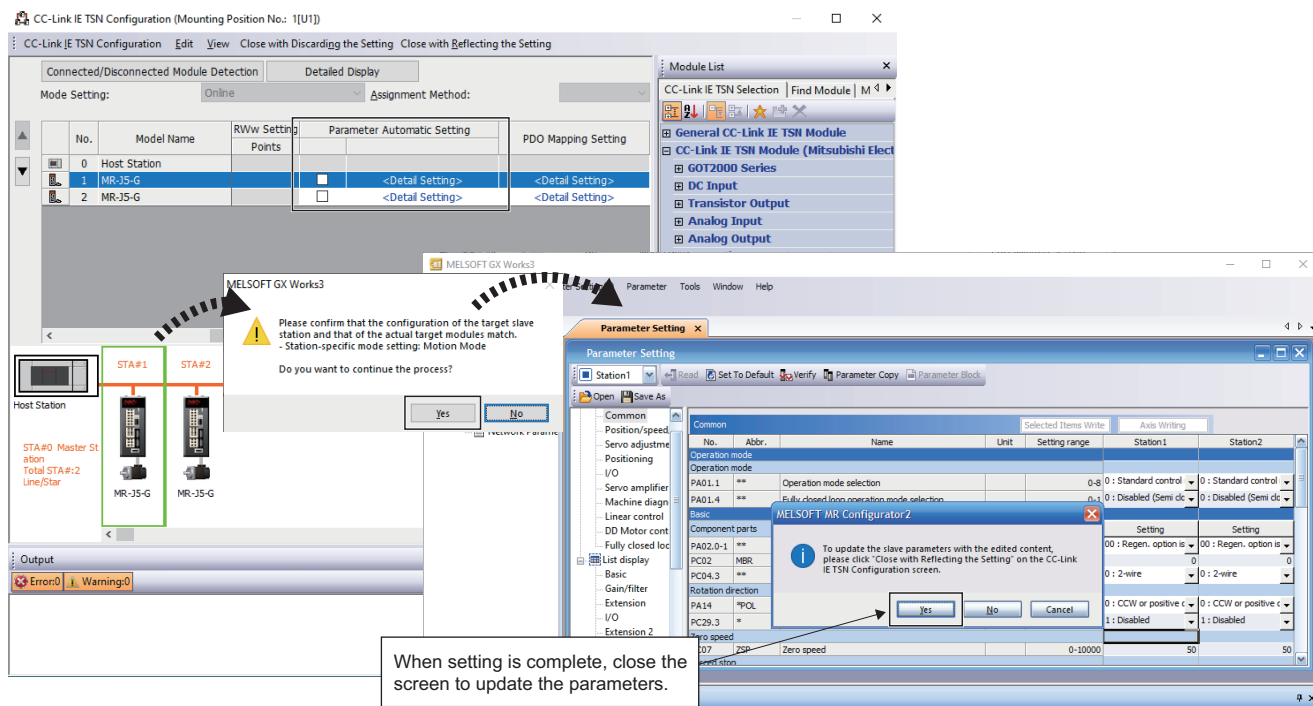 CC-Link IE TSN Configuration (Mounting Position No.: 1[U1])
CC-Link IE TSN Configuration Edit View Close with Discarding the Setting Close with Reflecting the Setting
Connected/Disconnected Module Detection Detailed Display
Mode Setting: Online Assignment Method:
No. Model Name RWw Setting Parameter Automatic Setting PDO Mapping Setting
Points
0 Host Station
1 MR-J5-G <Detail Setting> <Detail Setting>
2 MR-J5-G <Detail Setting> <Detail Setting>
Module List
CC-Link IE TSN Selection Find Module M
General CC-Link IE TSN Module
CC-Link IE TSN Module (Mitsubishi Elect
GOT2000 Series
DC Input
Transistor Output
Analog Input
Analog Output
MELSOFT GX Works3
Please confirm that the configuration of the target slave
station and that of the actual target modules match.
- Station-specific mode setting: Motion Mode
Do you want to continue the process?
Yes No
STA#1 STA#2
Host Station
STA#0 Master St
ation
Total STA#:2
Line/Star
MR-J5-G MR-J5-G
Output
Error:0 Warning:0
MELSOFT GX Works3
Parameter Tools Window Help
Parameter Setting
Parameter Setting
Station1 Read Set To Default Verify Parameter Copy Parameter Block
Open Save As
Common
Position/speed
Servo adjustme
Positioning
I/O
Servo amplifier
Machine diagn
Linear control
DD Motor cont
Fully closed loc
List display
Basic
Gain/filter
Extension
I/O
Extension 2
Common Selected Items Write Axis Writing
No. Abbr. Name Unit Setting range Station1 Station2
Operation mode
Operation mode
PA01.1 ** Operation mode selection 0-8 0 : Standard control 0 : Standard control
PA01.4 ** Fully closed loop operation mode selection 0-1 0 : Disabled (Semi clc 0 : Disabled (Semi clc
Basic
Component parts Setting Setting
PA02.0-1 ** 00 : Regen. option is 00 : Regen. option is
PC02 MBR 0 0
PC04.3 ** 0 : 2-wire 0 : 2-wire
Rotation direction
PA14 *POL 0 : CCW or positive c 0 : CCW or positive c
PC29.3 * 1 : Disabled 1 : Disabled
Zero speed
PC07 ZSP Zero speed 0-10000 50 50
MELSOFT MR Configurator2
To update the slave parameters with the edited content,
please click "Close with Reflecting the Setting" on the CC-Link
IE TSN Configuration screen.
Yes No Cancel
When setting is complete, close the
screen to update the parameters.